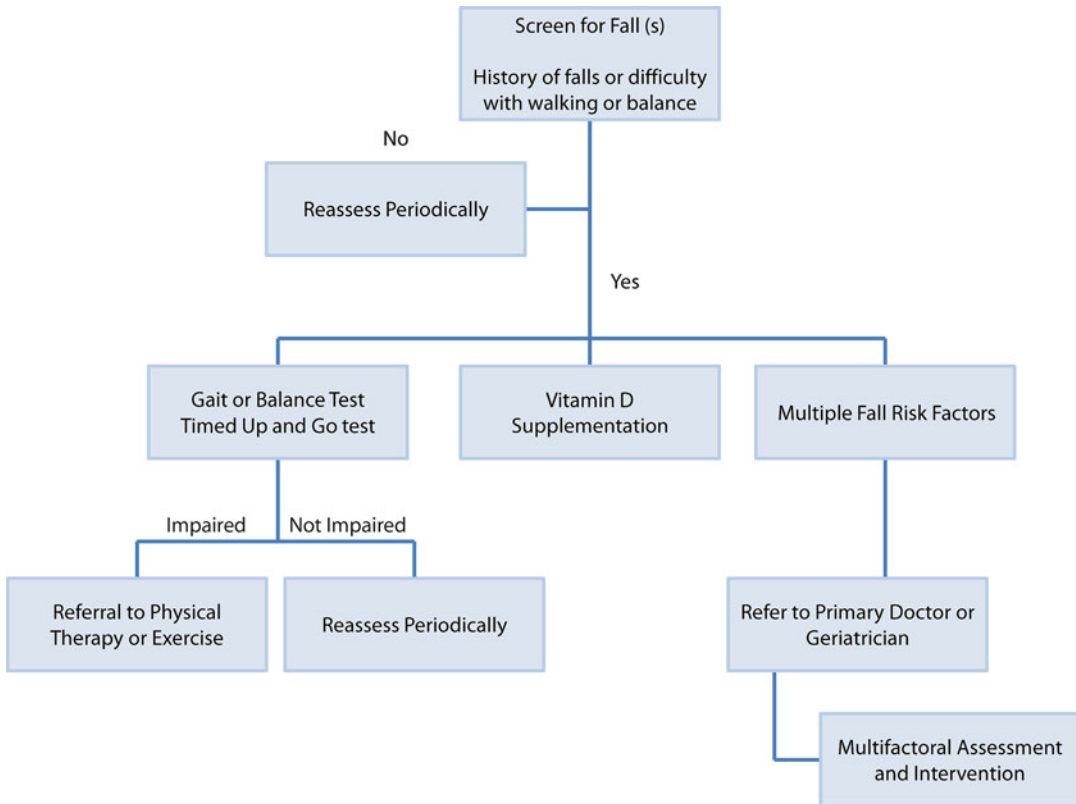 Screen for Fall (s)
History of falls or difficulty
with walking or balance
No
Reassess Periodically
Yes
Gait or Balance Test
Timed Up and Go test
Vitamin D
Supplementation
Multiple Fall Risk Factors
Impaired
Not Impaired
Referral to Physical
Therapy or Exercise
Reassess Periodically
Refer to Primary Doctor or
Geriatrician
Multifactoral Assessment
and Intervention